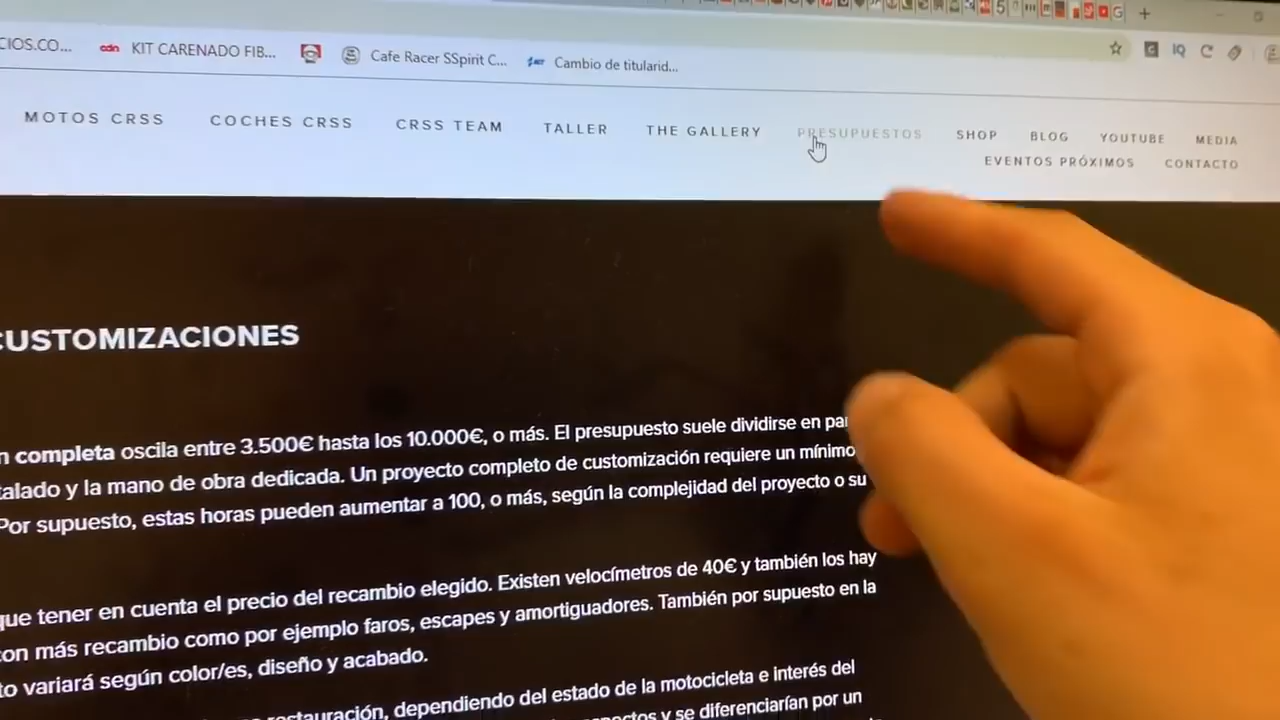 CIOS.CO... KIT CARENADO FIB... Cafe Racer SSpirit C... Cambio de titularid...
MOTOS CRSS COCHES CRSS CRSS TEAM TALLER THE GALLERY PRESUPUESTOS SHOP BLOG YOUTUBE MEDIA
EVENTOS PRÓXIMOS CONTACTO
CUSTOMIZACIONES
n completa oscila entre 3.500€ hasta los 10.000€, o más. El presupuesto suele dividirse en par
talado y la mano de obra dedicada. Un proyecto completo de customización requiere un mínimo
Por supuesto, estas horas pueden aumentar a 100, o más, según la complejidad del proyecto o su
que tener en cuenta el precio del recambio elegido. Existen velocímetros de 40€ y también los hay
con más recambio como por ejemplo faros, escapes y amortiguadores. También por supuesto en la
to variará según color/es, diseño y acabado.
restauración, dependiendo del estado de la motocicleta e interés del
y se diferenciarían por un